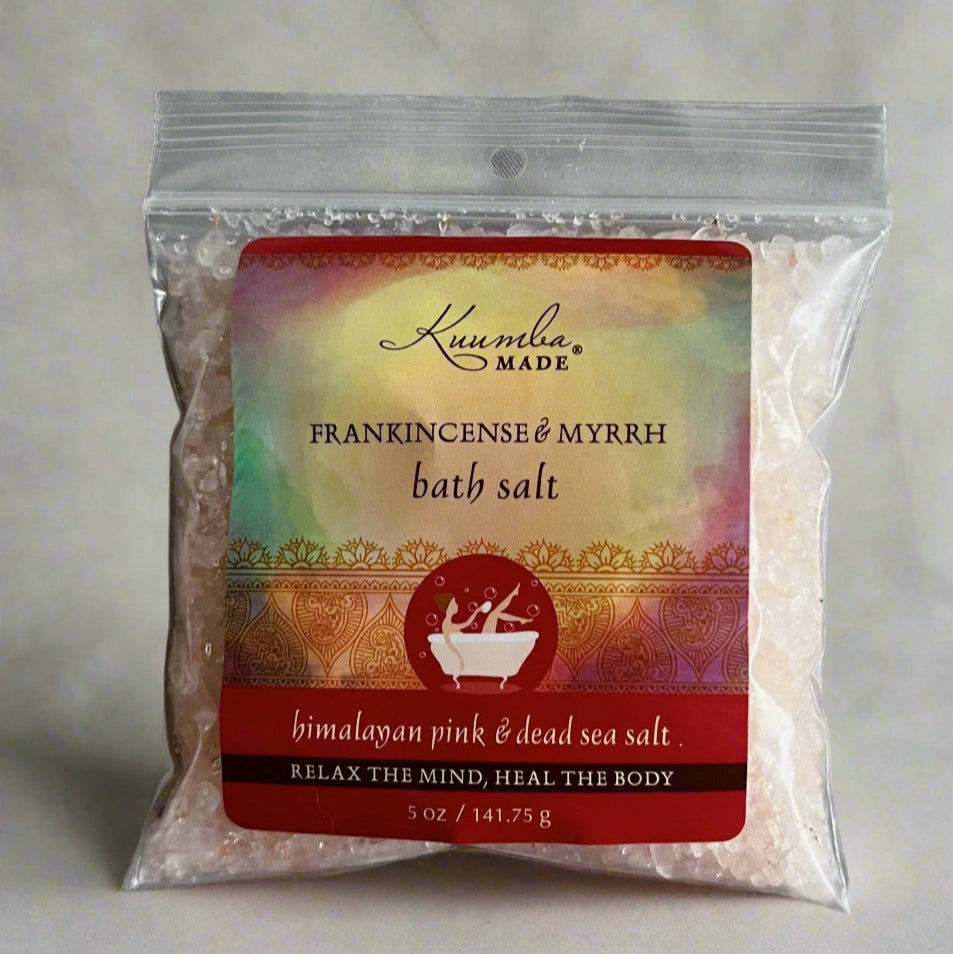 Kuumba
MADE®
FRANKINCENSE & MYRRH
bath salt
himalayan pink & dead sea salt .
RELAX THE MIND, HEAL THE BODY
5 oz / 141.75 g